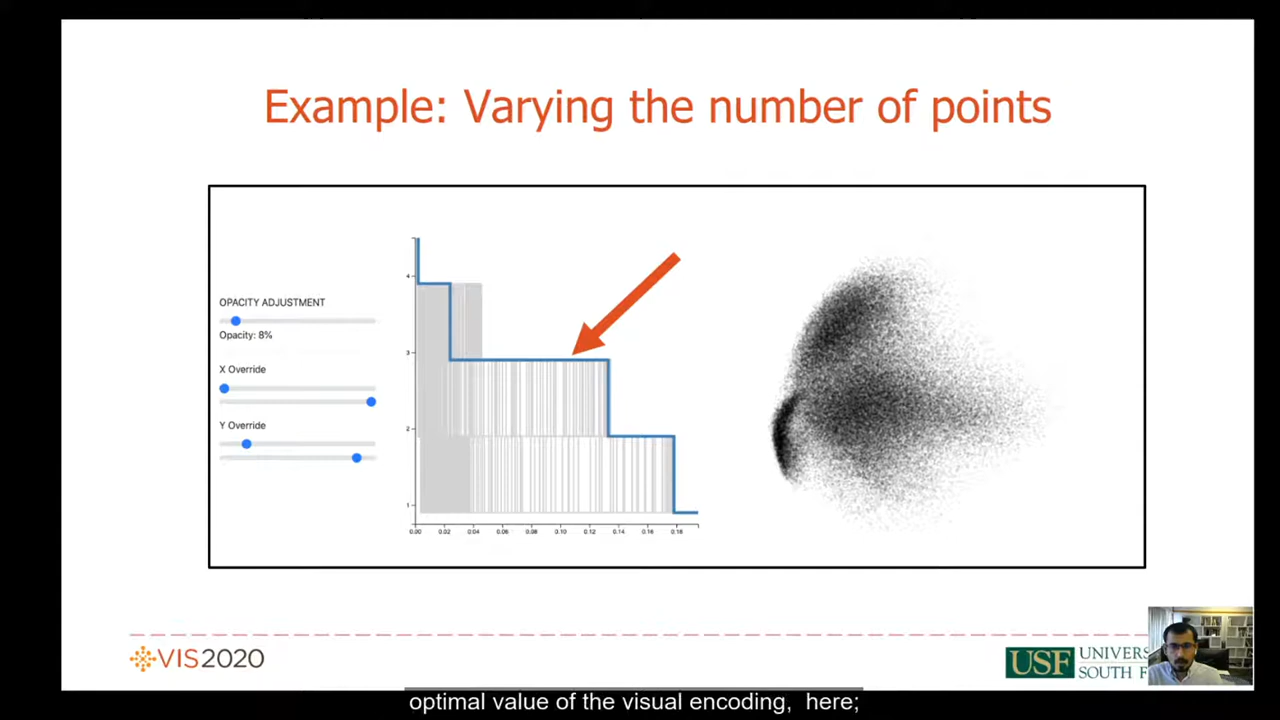 Example: Varying the number of points
OPACITY ADJUSTMENT
Opacity: 8%
X Override
Y Override
4
3
2
1
0.00 0.02 0.04 0.06 0.08 0.10 0.12 0.14 0.16 0.18
VIS2020
USF UNIVERS
SOUTH F
optimal value of the visual encoding, here;